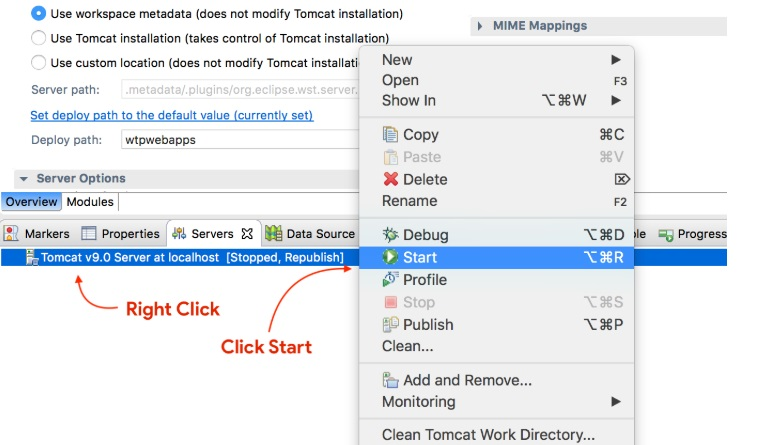 Use workspace metadata (does not modify Tomcat installation)
Use Tomcat installation (takes control of Tomcat installation)
Use custom location (does not modify Tomcat
Server path: .metadata/.plugins/org.eclipse.wst.server.
Set deploy path to the default value (currently set)
Deploy path: wtpwebapps
MIME Mappings
Server Options
Overview Modules
Markers Properties Servers Data Source Progress
Tomcat v9.0 Server at localhost [Stopped, Republish]
Right Click
Click Start
New
Open F3
Show In ⌥⌘W
Copy ⌘C
Paste ⌘V
Delete ⌦
Rename F2
Debug ⌥⌘D
Start ⌥⌘R
Profile
Stop ⌥⌘S
Publish ⌥⌘P
Clean...
Add and Remove...
Monitoring
Clean Tomcat Work Directory...